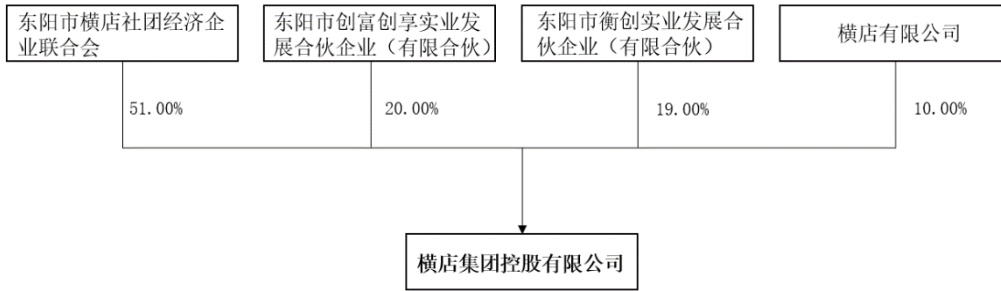 东阳市横店社团经济企
业联合会
东阳市创富创享实业发
展合伙企业（有限合伙）
东阳市衡创实业发展合
伙企业（有限合伙）
横店有限公司
51.00%
20.00%
19.00%
10.00%
横店集团控股有限公司